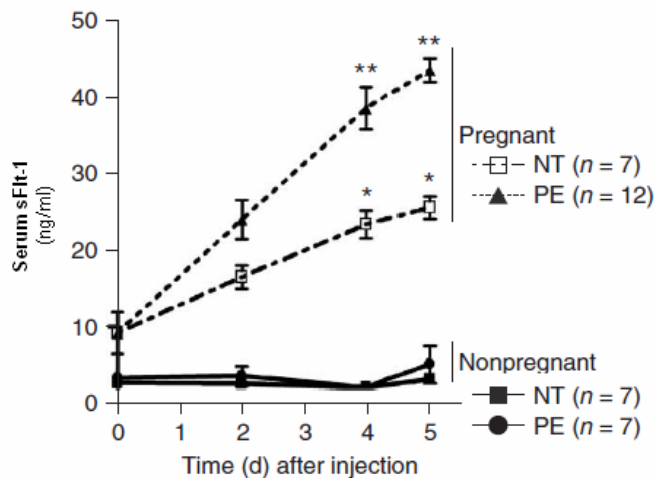 50
40
30
20
10
0
Serum sFlt-1
(ng/ml)
**
**
*
*
Pregnant
NT (n = 7)
PE (n = 12)
Nonpregnant
NT (n = 7)
PE (n = 7)
0 1 2 3 4 5
Time (d) after injection